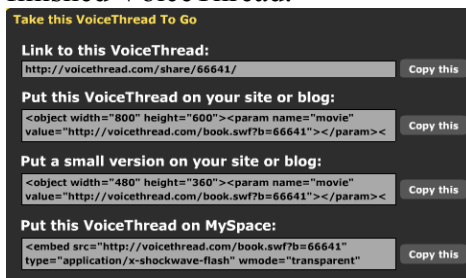 Take this VoiceThread To Go
Link to this VoiceThread:
http://voicethread.com/share/66641/
Copy this
Put this VoiceThread on your site or blog:
<object width="800" height="600"><param name="movie"
value="http://voicethread.com/book.swf?b=66641"></param><
Copy this
Put a small version on your site or blog:
<object width="480" height="360"><param name="movie"
value="http://voicethread.com/book.swf?b=66641"></param><
Copy this
Put this VoiceThread on MySpace:
<embed src="http://voicethread.com/book.swf?b=66641"
type="application/x-shockwave-flash" wmode="transparent"
Copy this